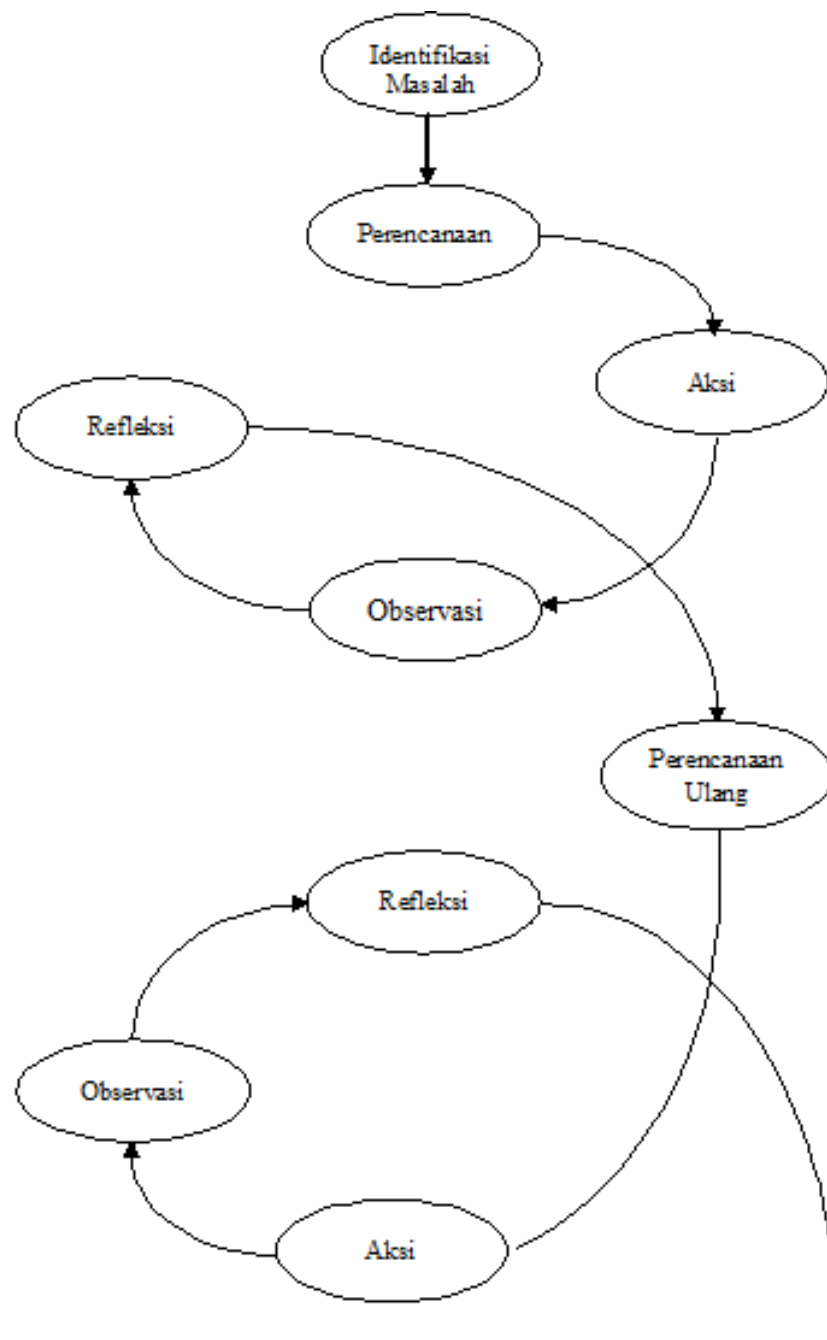 Identifikasi
Masalah
Perencanaan
Aksi
Refleksi
Observasi
Perencanaan
Ulang
Refleksi
Observasi
Aksi